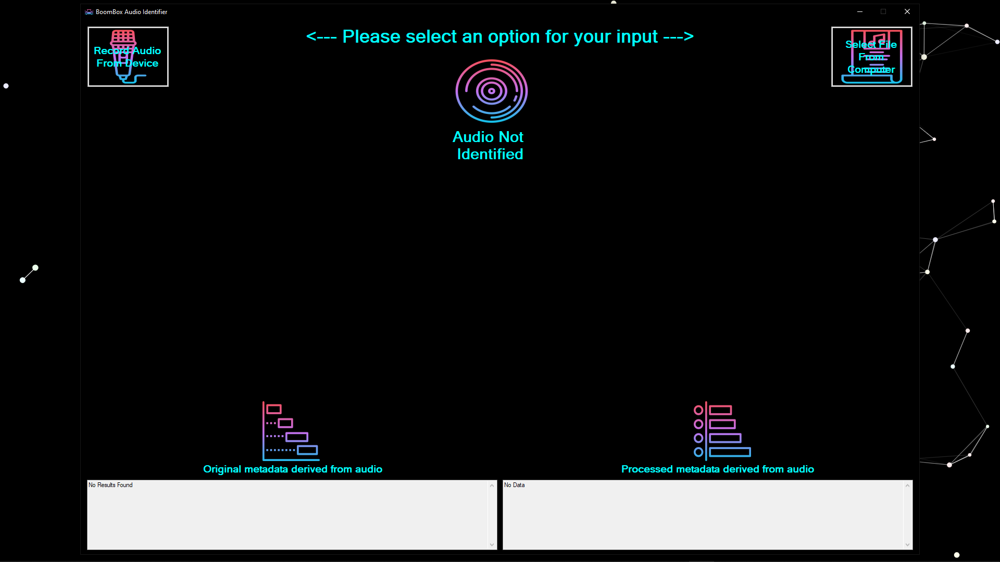 BoomBox Audio Identifier
<--- Please select an option for your input --->
Record Audio
From Device
Select File
From
Computer
Audio Not
Identified
Original metadata derived from audio
Processed metadata derived from audio
No Results Found
No Data